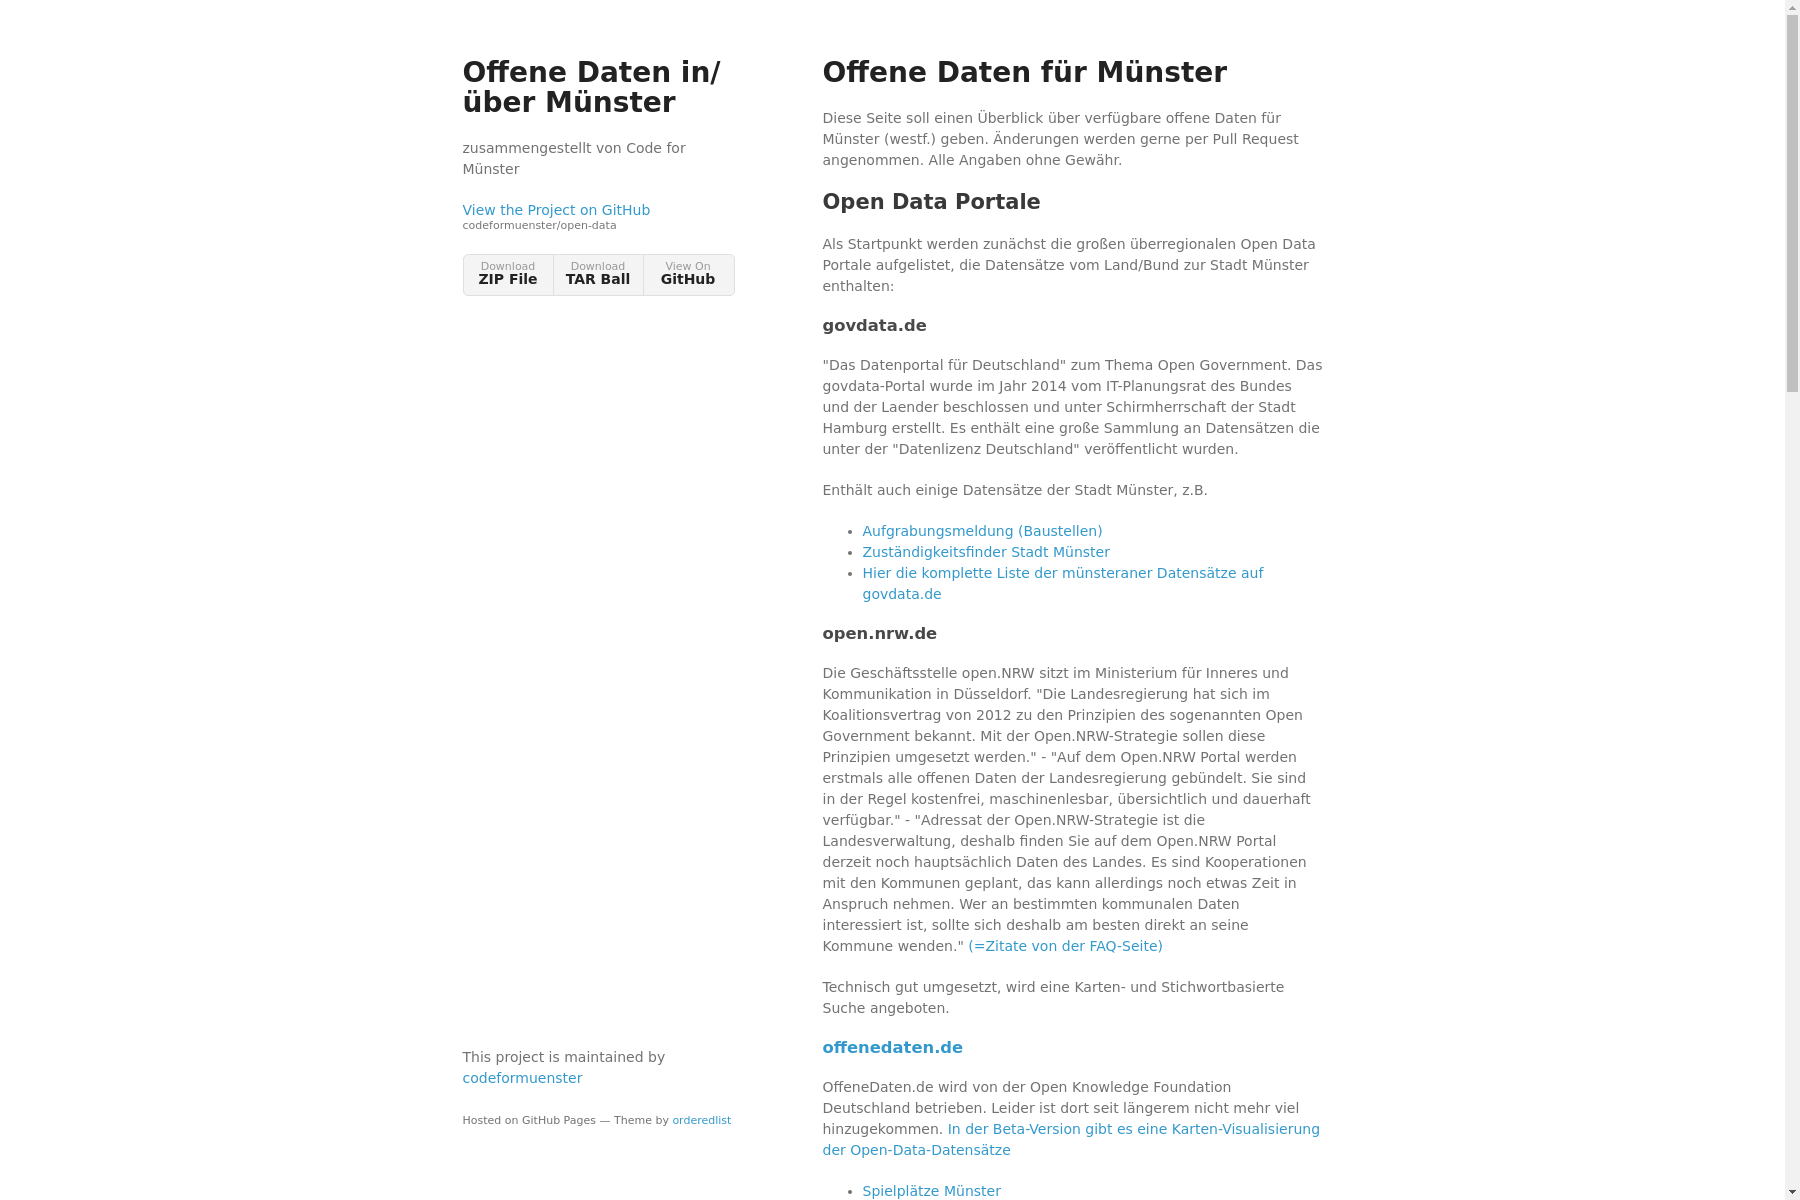 Offene Daten in/
über Münster
zusammengestellt von Code for
Münster
View the Project on GitHub
codeformuenster/open-data
Download
ZIP File
Download
TAR Ball
View On
GitHub
This project is maintained by
codeformuenster
Hosted on GitHub Pages — Theme by orderedlist
Offene Daten für Münster
Diese Seite soll einen Überblick über verfügbare offene Daten für
Münster (westf.) geben. Änderungen werden gerne per Pull Request
angenommen. Alle Angaben ohne Gewähr.
Open Data Portale
Als Startpunkt werden zunächst die großen überregionalen Open Data
Portale aufgelistet, die Datensätze vom Land/Bund zur Stadt Münster
enthalten:
govdata.de
"Das Datenportal für Deutschland" zum Thema Open Government. Das
govdata-Portal wurde im Jahr 2014 vom IT-Planungsrat des Bundes
und der Laender beschlossen und unter Schirmherrschaft der Stadt
Hamburg erstellt. Es enthält eine große Sammlung an Datensätzen die
unter der "Datenlizenz Deutschland" veröffentlicht wurden.
Enthält auch einige Datensätze der Stadt Münster, z.B.
• Aufgrabungsmeldung (Baustellen)
• Zuständigkeitsfinder Stadt Münster
• Hier die komplette Liste der münsteraner Datensätze auf
govdata.de
open.nrw.de
Die Geschäftsstelle open.NRW sitzt im Ministerium für Inneres und
Kommunikation in Düsseldorf. "Die Landesregierung hat sich im
Koalitionsvertrag von 2012 zu den Prinzipien des sogenannten Open
Government bekannt. Mit der Open.NRW-Strategie sollen diese
Prinzipien umgesetzt werden." - "Auf dem Open.NRW Portal werden
erstmals alle offenen Daten der Landesregierung gebündelt. Sie sind
in der Regel kostenfrei, maschinenlesbar, übersichtlich und dauerhaft
verfügbar." - "Adressat der Open.NRW-Strategie ist die
Landesverwaltung, deshalb finden Sie auf dem Open.NRW Portal
derzeit noch hauptsächlich Daten des Landes. Es sind Kooperationen
mit den Kommunen geplant, das kann allerdings noch etwas Zeit in
Anspruch nehmen. Wer an bestimmten kommunalen Daten
interessiert ist, sollte sich deshalb am besten direkt an seine
Kommune wenden." (=Zitate von der FAQ-Seite)
Technisch gut umgesetzt, wird eine Karten- und Stichwortbasierte
Suche angeboten.
offenedaten.de
OffeneDaten.de wird von der Open Knowledge Foundation
Deutschland betrieben. Leider ist dort seit längerem nicht mehr viel
hinzugekommen. In der Beta-Version gibt es eine Karten-Visualisierung
der Open-Data-Datensätze
• Spielplätze Münster